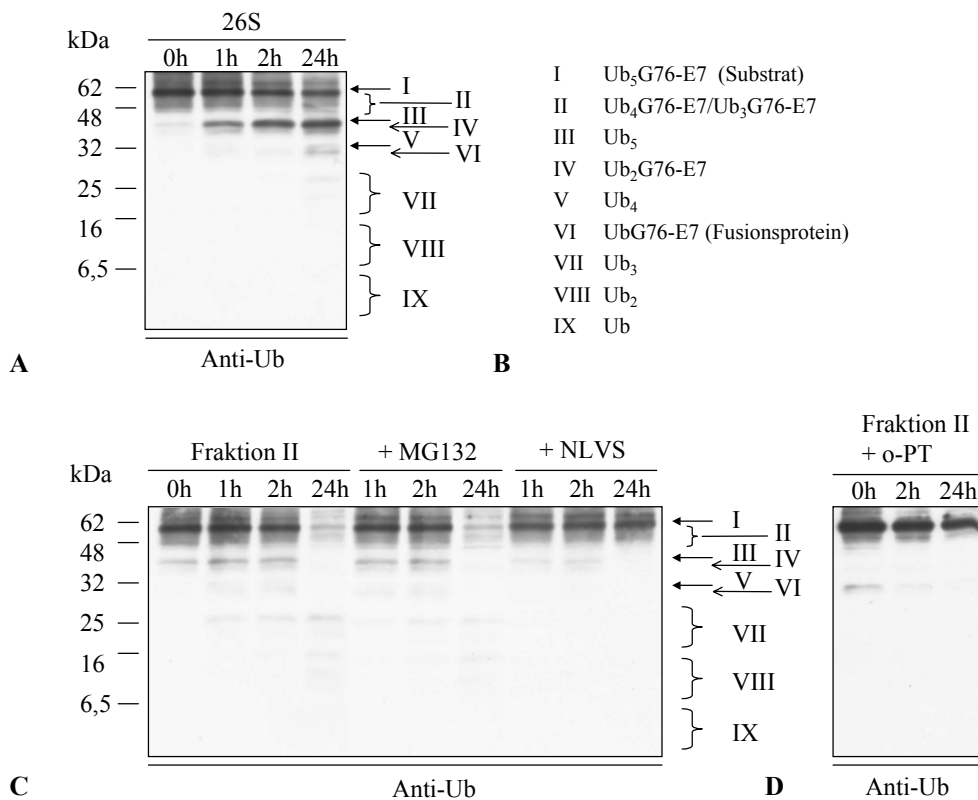 26S
kDa
0h 1h 2h 24h
62
48
32
25
16
6,5
I
II
III
IV
V
VI
VII
VIII
IX
Anti-Ub
A
I Ub5G76-E7 (Substrat)
II Ub4G76-E7/Ub3G76-E7
III Ub5
IV Ub2G76-E7
V Ub4
VI UbG76-E7 (Fusionsprotein)
VII Ub3
VIII Ub2
IX Ub
B
Fraktion II + MG132 + NLVS
kDa
0h 1h 2h 24h 1h 2h 24h 1h 2h 24h
62
48
32
25
16
6,5
I
II
III IV
V VI
VII
VIII
IX
Anti-Ub
C
Fraktion II
+ o-PT
0h 2h 24h
Anti-Ub
D